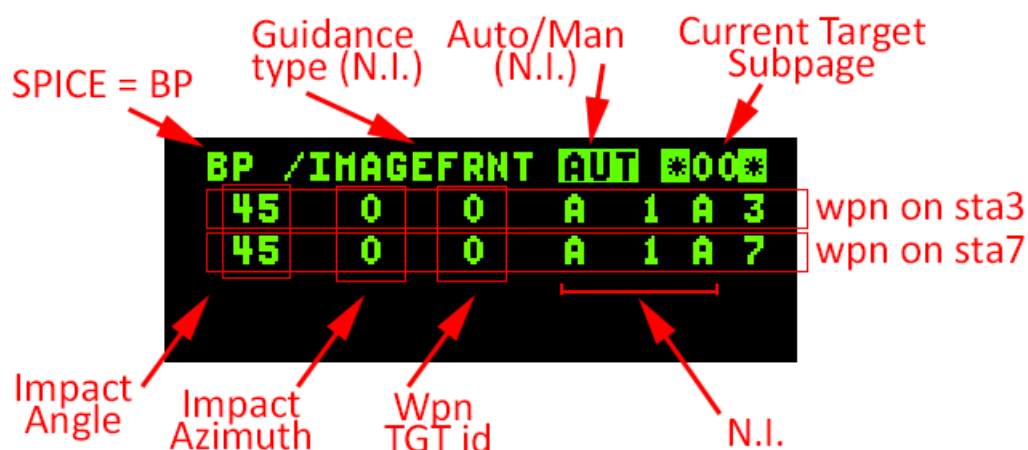 Guidance
type (N.I.)
Auto/Man
(N.I.)
Current Target
Subpage
SPICE = BP
BP /IMAGEFRNT AUT *00*
45 0 0 A 1 A 3
wpn on sta3
45 0 0 A 1 A 7
wpn on sta7
Impact
Angle
Impact
Azimuth
Wpn
TGT id
N.I.